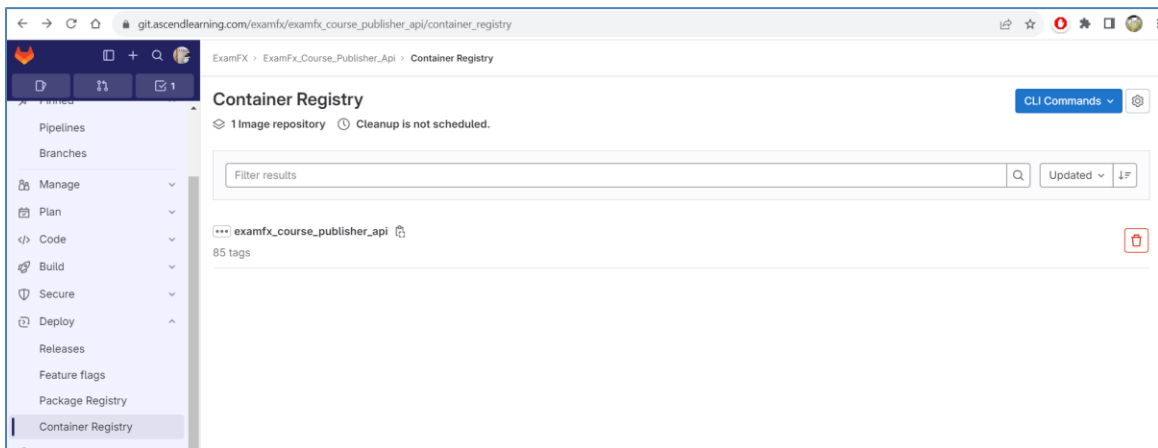 git.ascendlearning.com/examfx/examfx_course_publisher_api/container_registry
1
Pinned
Pipelines
Branches
Manage
Plan
Code
Build
Secure
Deploy
Releases
Feature flags
Package Registry
Container Registry
ExamFX > ExamFx_Course_Publisher_Api > Container Registry
Container Registry
CLI Commands
1 Image repository Cleanup is not scheduled.
Filter results
Updated
examfx_course_publisher_api
85 tags